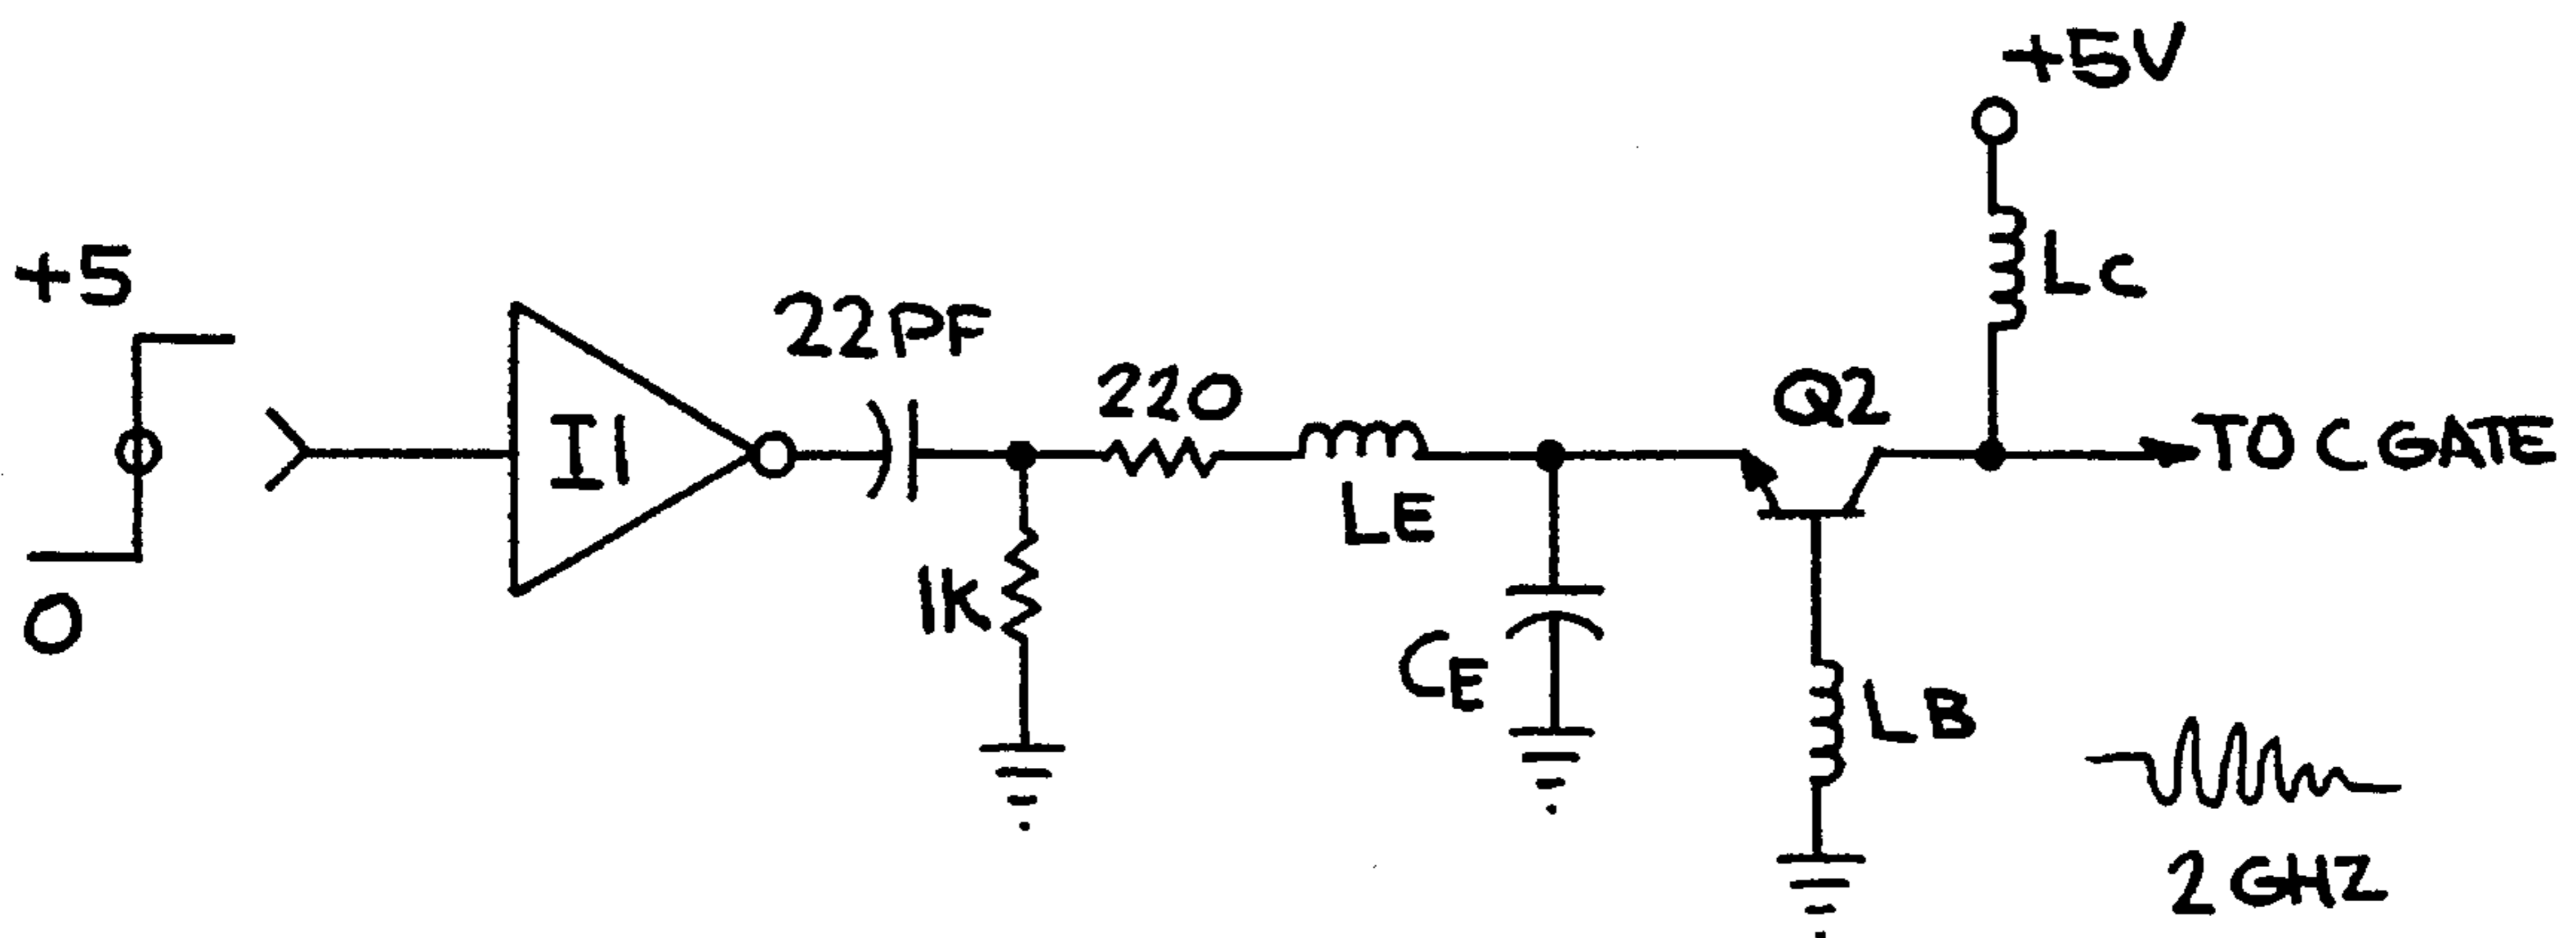 +5V
LC
+5
0
I1
22PF
220
LE
Q2
TO C GATE
1K
CE
LB
2 GHZ